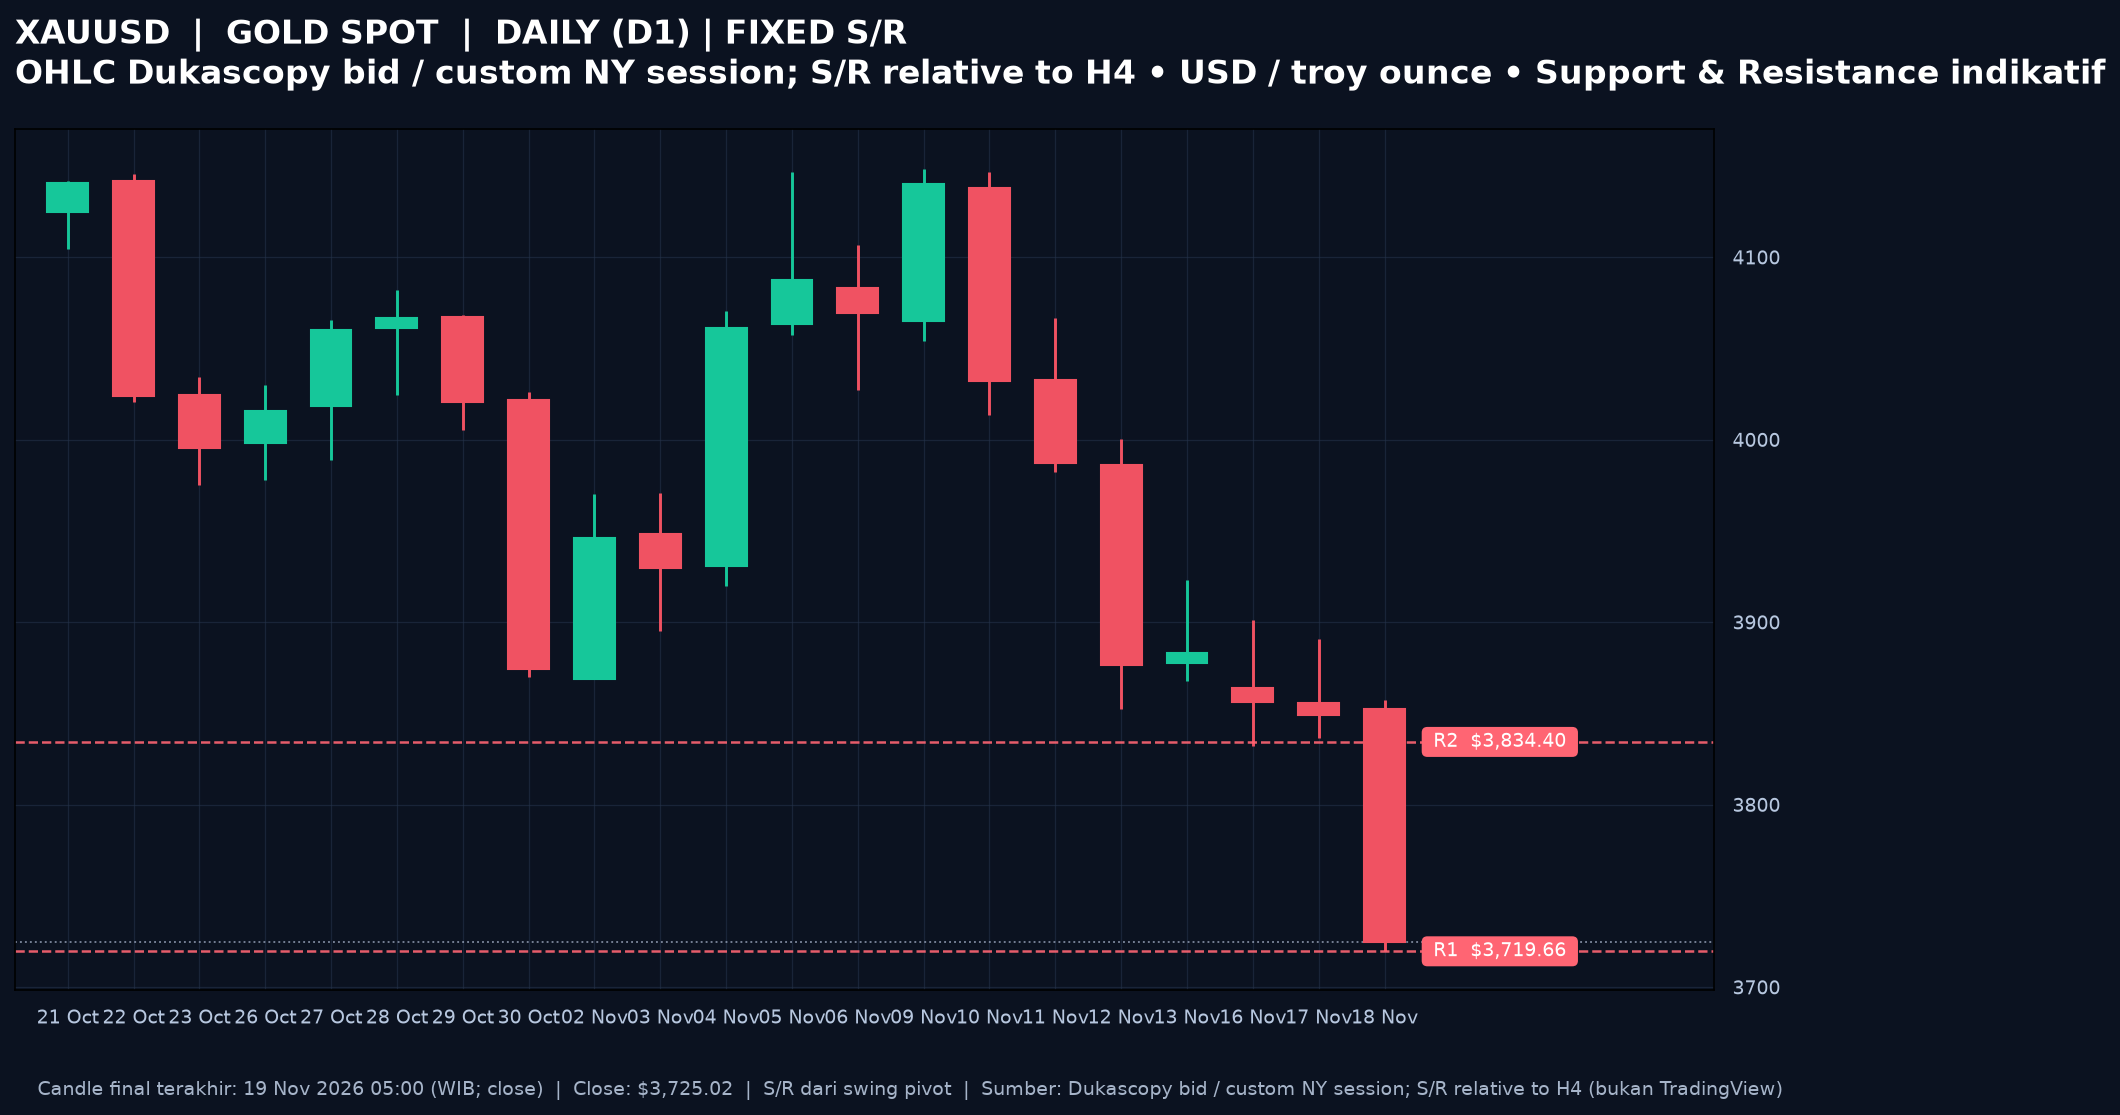 XAUUSD | GOLD SPOT | DAILY (D1) | FIXED S/R
OHLC Dukascopy bid / custom NY session; S/R relative to H4 • USD / troy ounce • Support & Resistance indikatif
4100
4000
3900
R2 $3,834.40
3800
R1 $3,719.66
3700
21 Oct 22 Oct 23 Oct 26 Oct 27 Oct 28 Oct 29 Oct 30 Oct 02 Nov 03 Nov 04 Nov 05 Nov 06 Nov 09 Nov 10 Nov 11 Nov 12 Nov 13 Nov 16 Nov 17 Nov 18 Nov
Candle final terakhir: 19 Nov 2026 05:00 (WIB; close) | Close: $3,725.02 | S/R dari swing pivot | Sumber: Dukascopy bid / custom NY session; S/R relative to H4 (bukan TradingView)